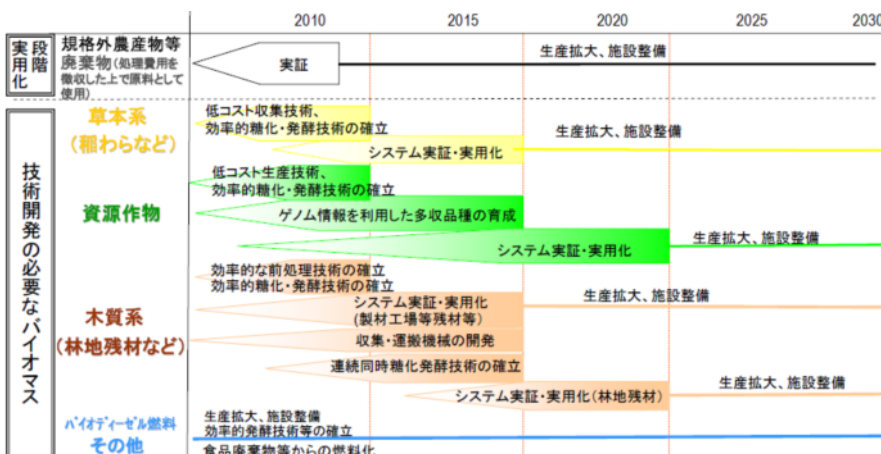 2010 2015 2020 2025 2030
実用化段階
規格外農産物等
廃棄物(処理費用を
徴収した上で原料として
使用)
実証
生産拡大、施設整備
技術開発の必要なバイオマス
草本系
(稲わらなど)
低コスト収集技術、
効率的糖化・発酵技術の確立
システム実証・実用化
生産拡大、施設整備
資源作物
低コスト生産技術、
効率的糖化・発酵技術の確立
ゲノム情報を利用した多収品種の育成
システム実証・実用化
生産拡大、施設整備
木質系
(林地残材など)
効率的な前処理技術の確立
効率的糖化・発酵技術の確立
システム実証・実用化
(製材工場等残材等)
生産拡大、施設整備
収集・運搬機械の開発
連続同時糖化発酵技術の確立
システム実証・実用化(林地残材)
生産拡大、施設整備
バイオディーゼル燃料
その他
生産拡大、施設整備
効率的発酵技術等の確立
食品廃棄物等からの燃料化